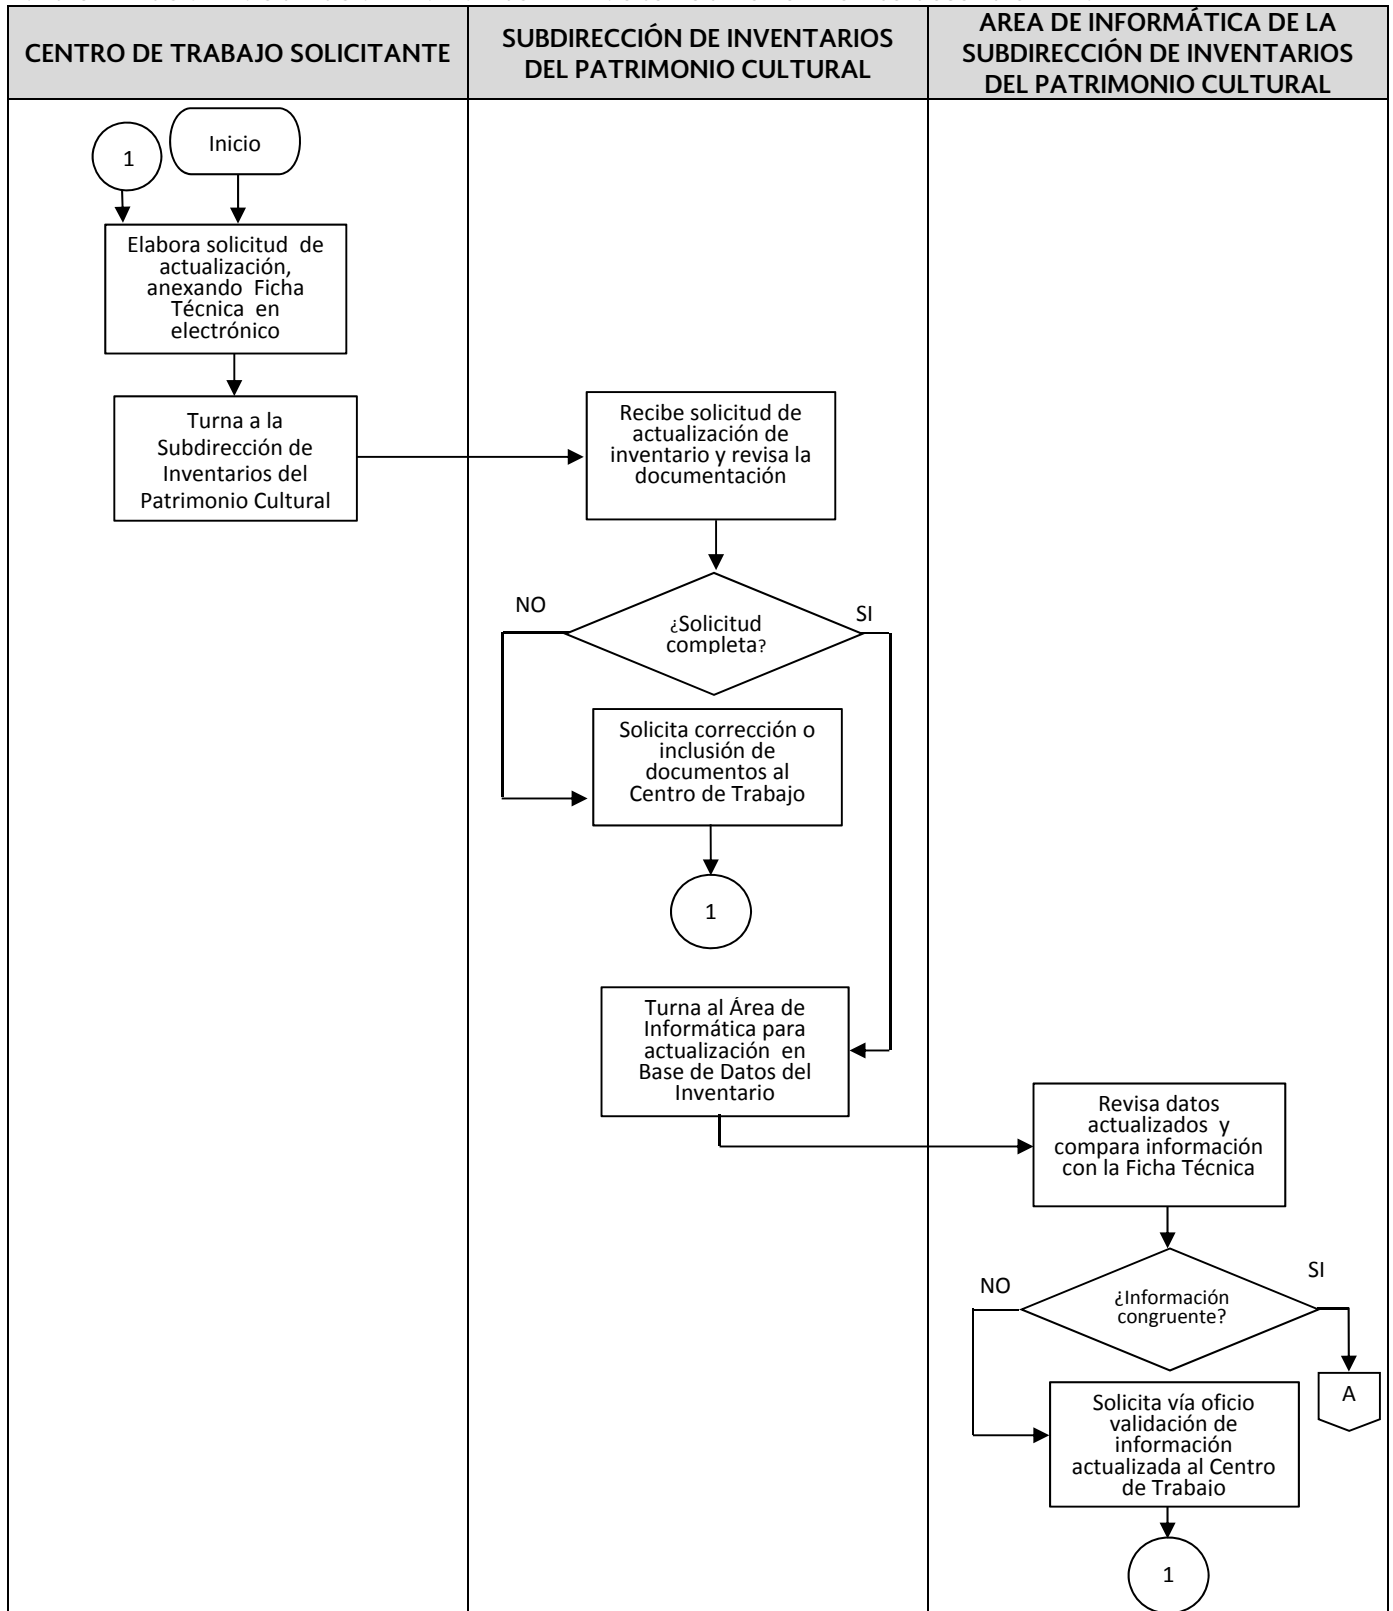 CENTRO DE TRABAJO SOLICITANTE
SUBDIRECCIÓN DE INVENTARIOS
DEL PATRIMONIO CULTURAL
AREA DE INFORMÁTICA DE LA
SUBDIRECCIÓN DE INVENTARIOS
DEL PATRIMONIO CULTURAL
1
Inicio
Elabora solicitud de
actualización,
anexando Ficha
Técnica en
electrónico
Turna a la
Subdirección de
Inventarios del
Patrimonio Cultural
Recibe solicitud de
actualización de
inventario y revisa la
documentación
NO
¿Solicitud
completa?
SI
Solicita corrección o
inclusión de
documentos al
Centro de Trabajo
1
Turna al Área de
Informática para
actualización en
Base de Datos del
Inventario
Revisa datos
actualizados y
compara información
con la Ficha Técnica
NO
¿Información
congruente?
SI
A
Solicita vía oficio
validación de
información
actualizada al Centro
de Trabajo
1